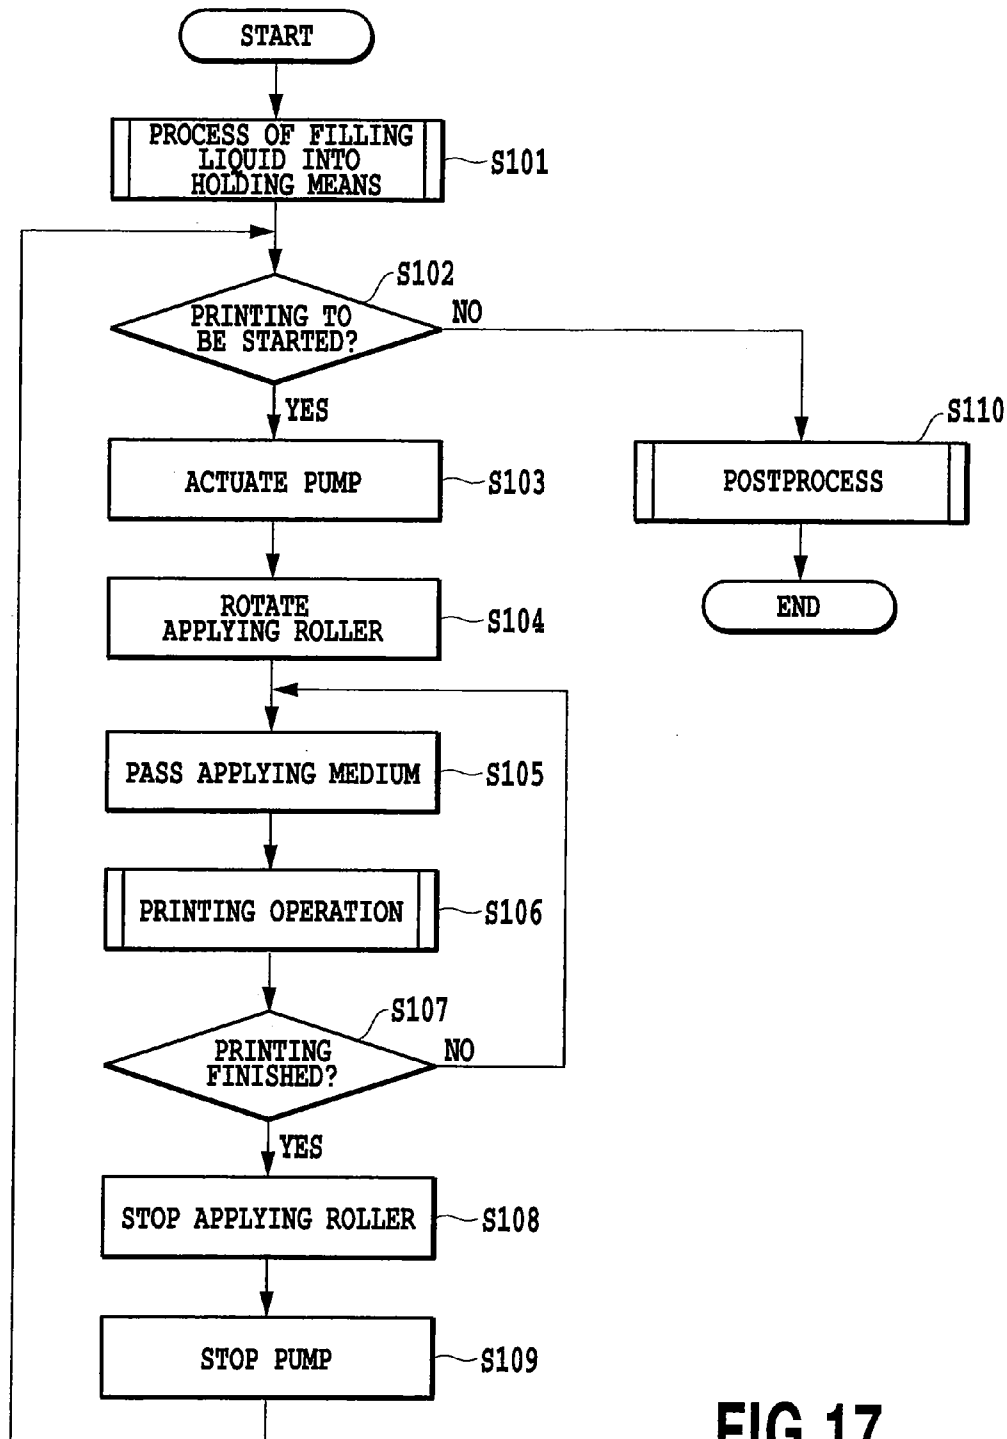 START
PROCESS OF FILLING
LIQUID INTO
HOLDING MEANS
S101
S102
PRINTING TO
BE STARTED?
NO
YES
S110
ACTUATE PUMP
S103
POSTPROCESS
ROTATE
APPLYING ROLLER
S104
END
PASS APPLYING MEDIUM
S105
PRINTING OPERATION
S106
S107
PRINTING
FINISHED?
NO
YES
STOP APPLYING ROLLER
S108
STOP PUMP
S109
FIG.17